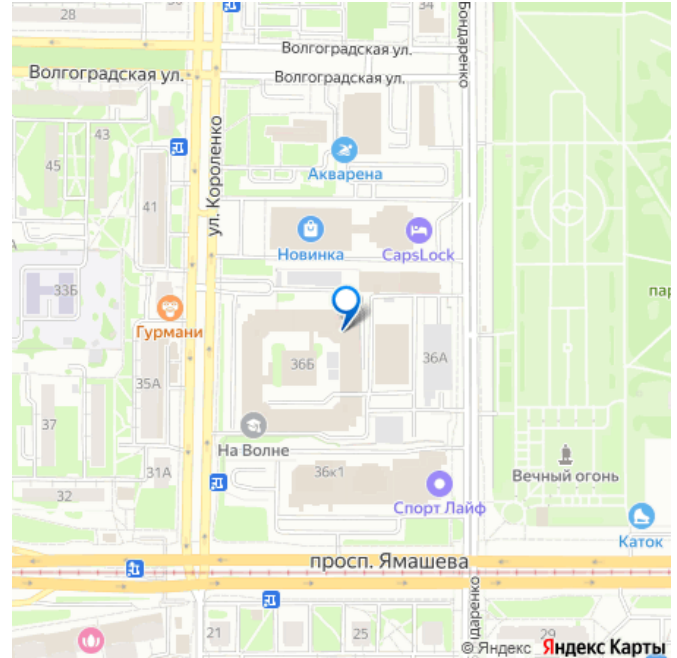 28
34
Волгоградская ул.
Волгоградская ул.
Волгоградская ул.
Бондаренко
43
45
Акварена
41
ул. Короленко
Новинка
CapsLock
33Б
пар
Гурмани
36Б
36А
35А
37
На Волне
31А
36к1
Вечный огонь
32
Спорт Лайф
Каток
просп. Ямашева
ндаренко
21
25
29
© Яндекс Яндекс Карты